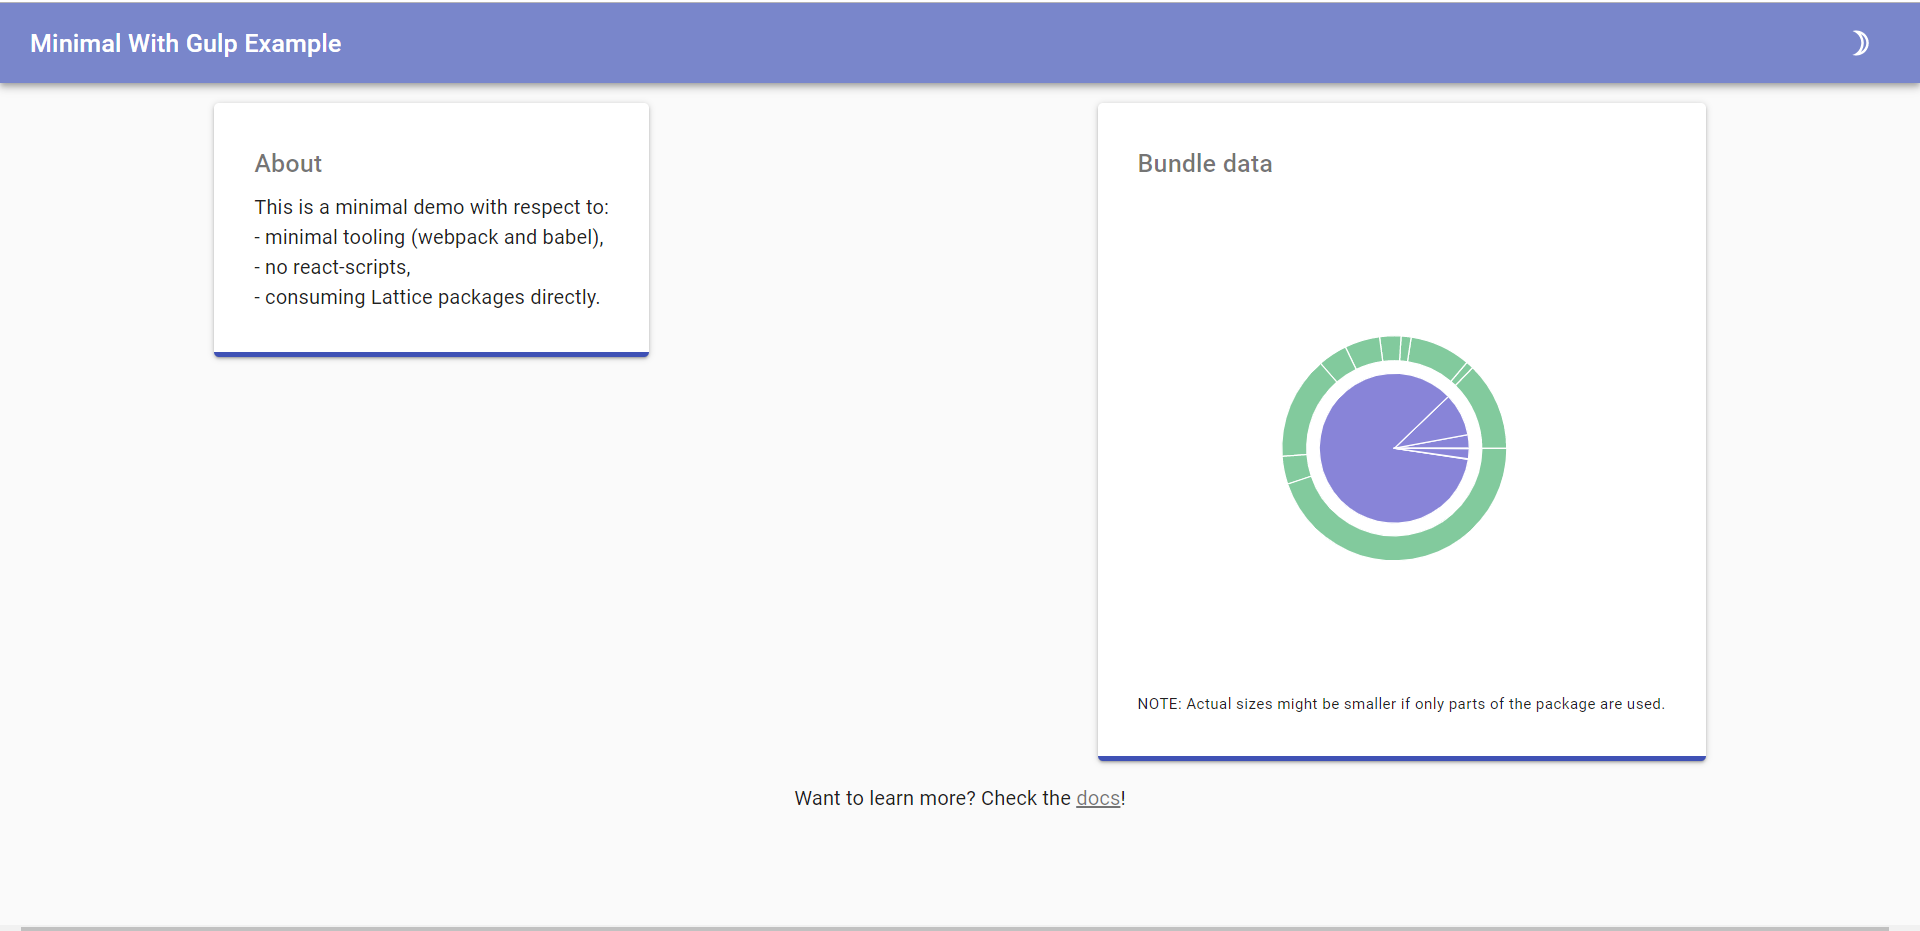 Minimal With Gulp Example
About
This is a minimal demo with respect to:
- minimal tooling (webpack and babel),
- no react-scripts,
- consuming Lattice packages directly.
Bundle data
NOTE: Actual sizes might be smaller if only parts of the package are used.
Want to learn more? Check the docs!